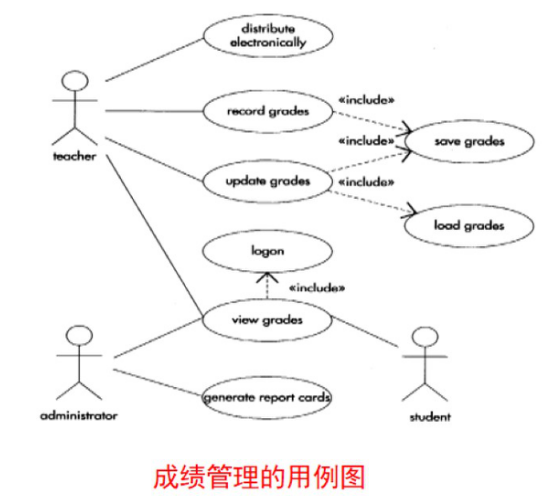 distribute
electronically
record grades
«include»
save grades
«include»
teacher
update grades
«include»
load grades
logon
«include»
view grades
administrator
generate report cards
student
成绩管理的用例图